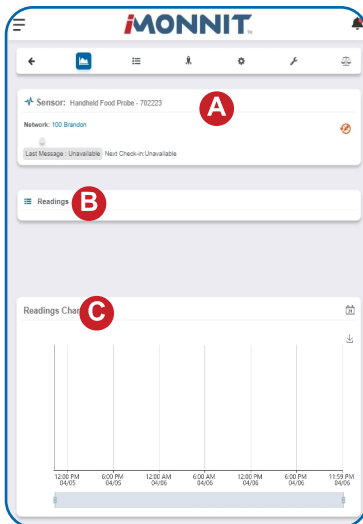 iMONNIT
Sensor: Handheld Food Probe - 702223
A
Network: 100 Brandon
Last Message : Unavailable Next Check-in:Unavailable
Readings
B
Readings Char
C
12:00 PM 6:00 PM 12:00 AM 6:00 AM 12:00 PM 6:00 PM 11:59 PM
04/05 04/05 04/06 04/06 04/06 04/06 04/06